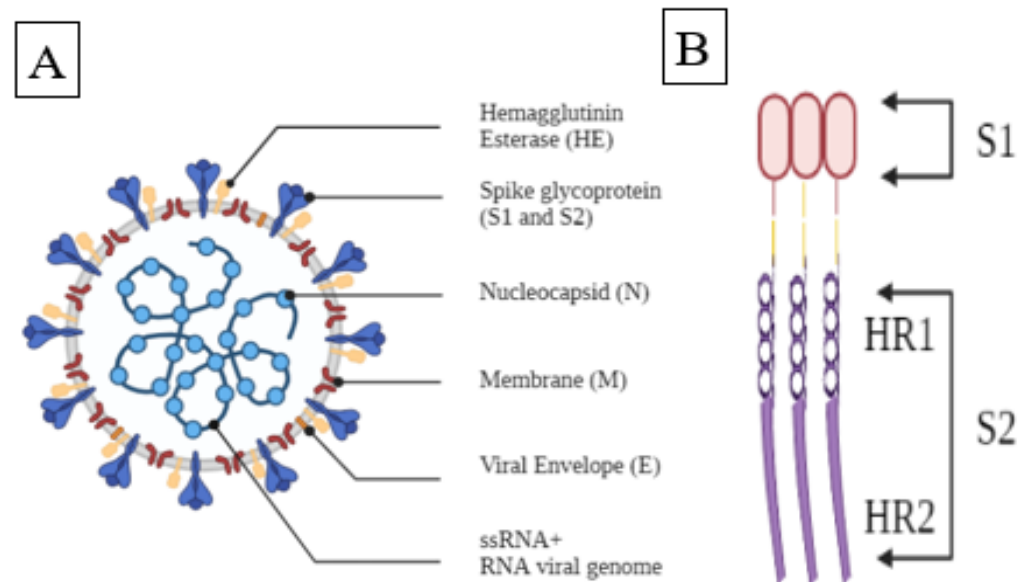 A
Hemagglutinin
Esterase (HE)
Spike glycoprotein
(S1 and S2)
Nucleocapsid (N)
Membrane (M)
Viral Envelope (E)
ssRNA+
RNA viral genome
B
S1
HR1
S2
HR2